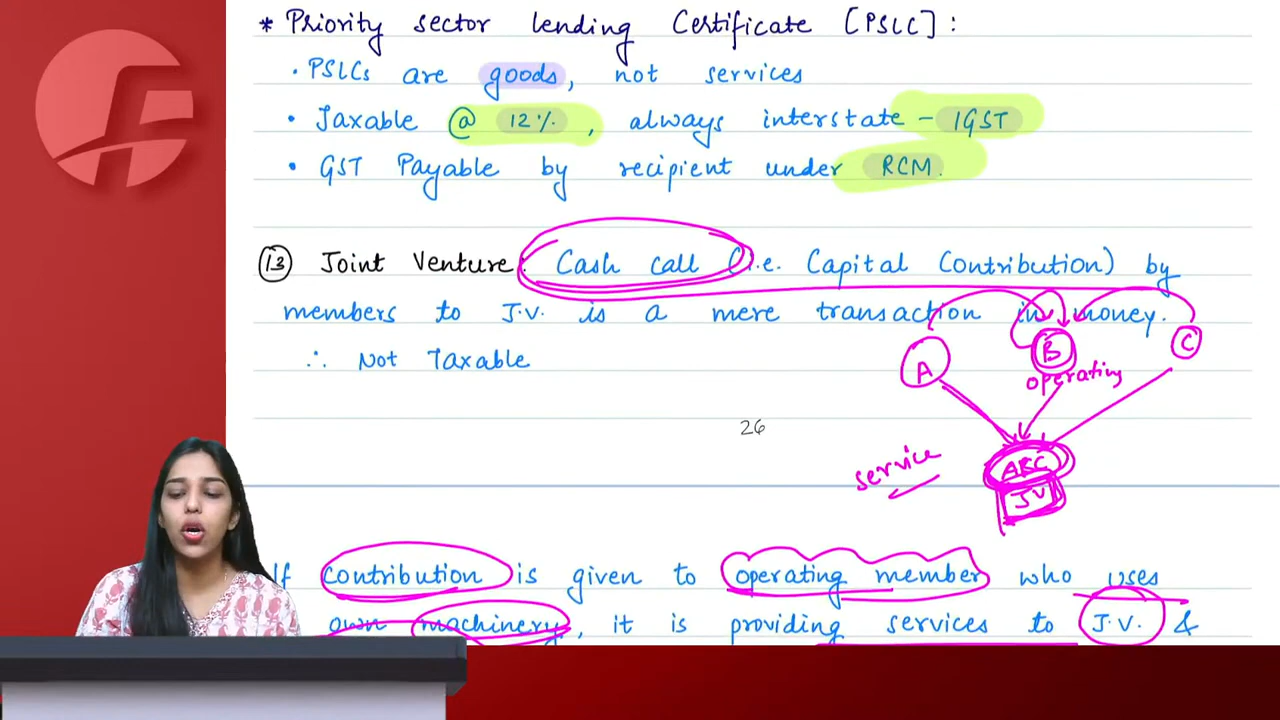 * Priority sector lending Certificate [PSLC] :
• PSLCs are goods, not services
• Taxable @ 12%, always interstate - IGST
• GST Payable by recipient under RCM.
(13) Joint Venture: Cash call (i.e. Capital Contribution) by
members to J.V. is a mere transaction in money.
∴ Not Taxable
A
B
C
operating
26
service
ABC
JV
If contribution is given to operating member who uses
own machinery, it is providing services to J.V. &